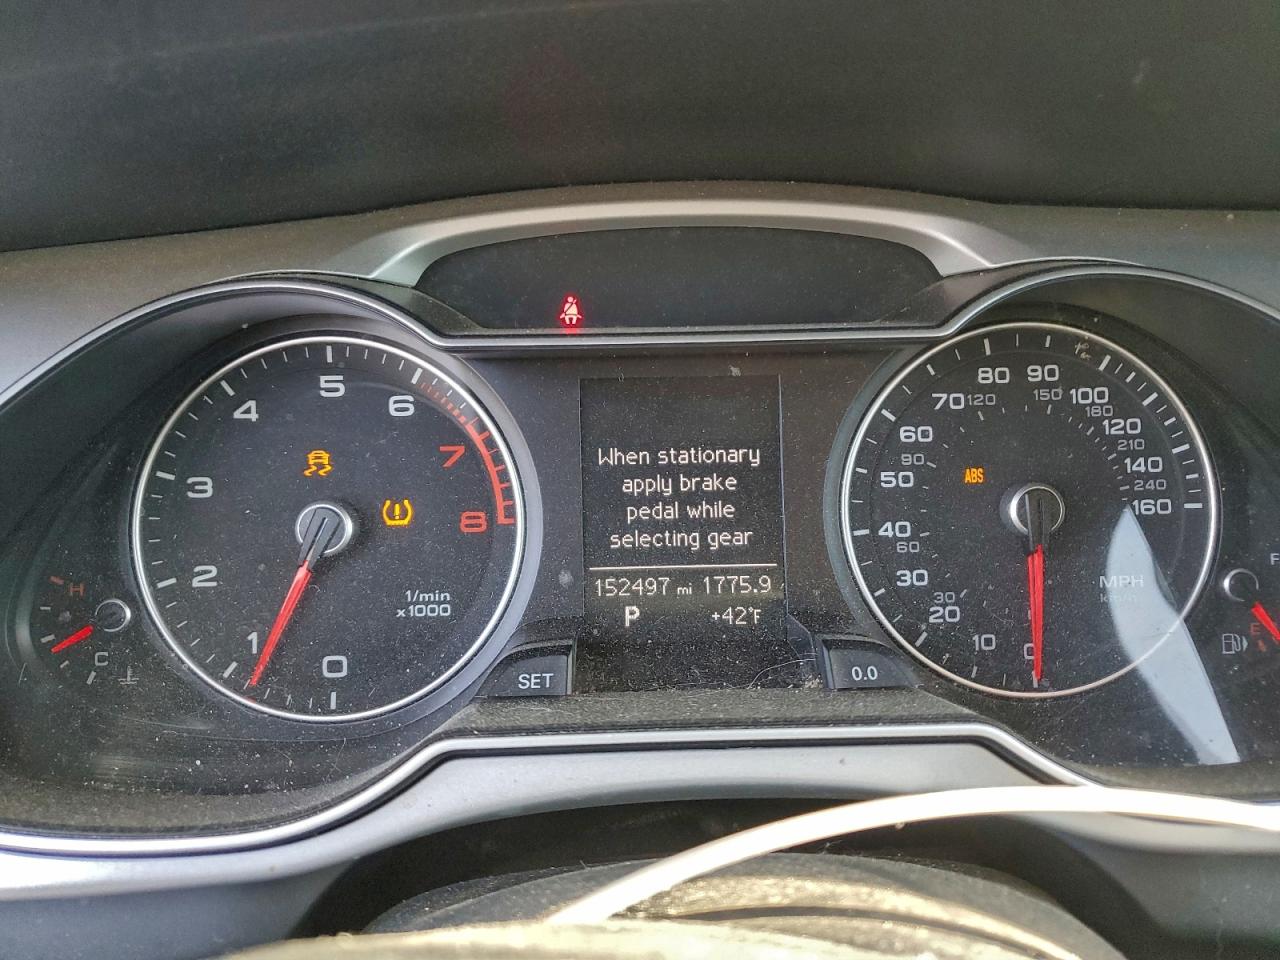 When stationary
apply brake
pedal while
selecting gear
152497 mi 1775.9
P +42°F
SET
0.0
0
1
2
3
4
5
6
7
8
1/min
x1000
H
C
ABS
0
10
20
30
40
50
60
70
80
90
100
120
140
160
30
60
90
120
150
180
210
240
MPH
km/h
F
E